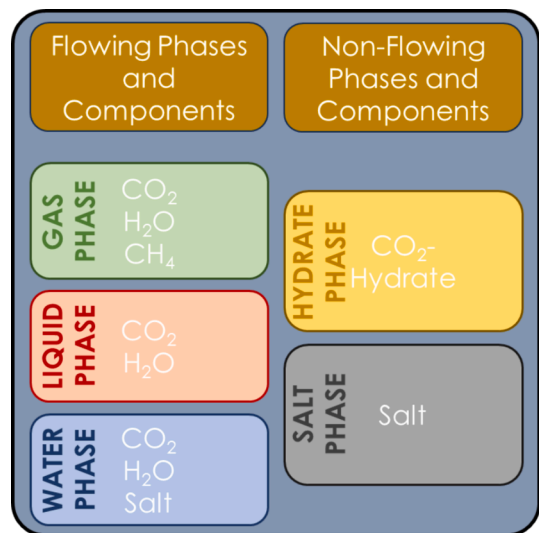 Flowing Phases
and
Components
Non-Flowing
Phases and
Components
GAS
PHASE
CO₂
H₂O
CH₄
LIQUID
PHASE
CO₂
H₂O
WATER
PHASE
CO₂
H₂O
Salt
HYDRATE
PHASE
CO₂-
Hydrate
SALT
PHASE
Salt